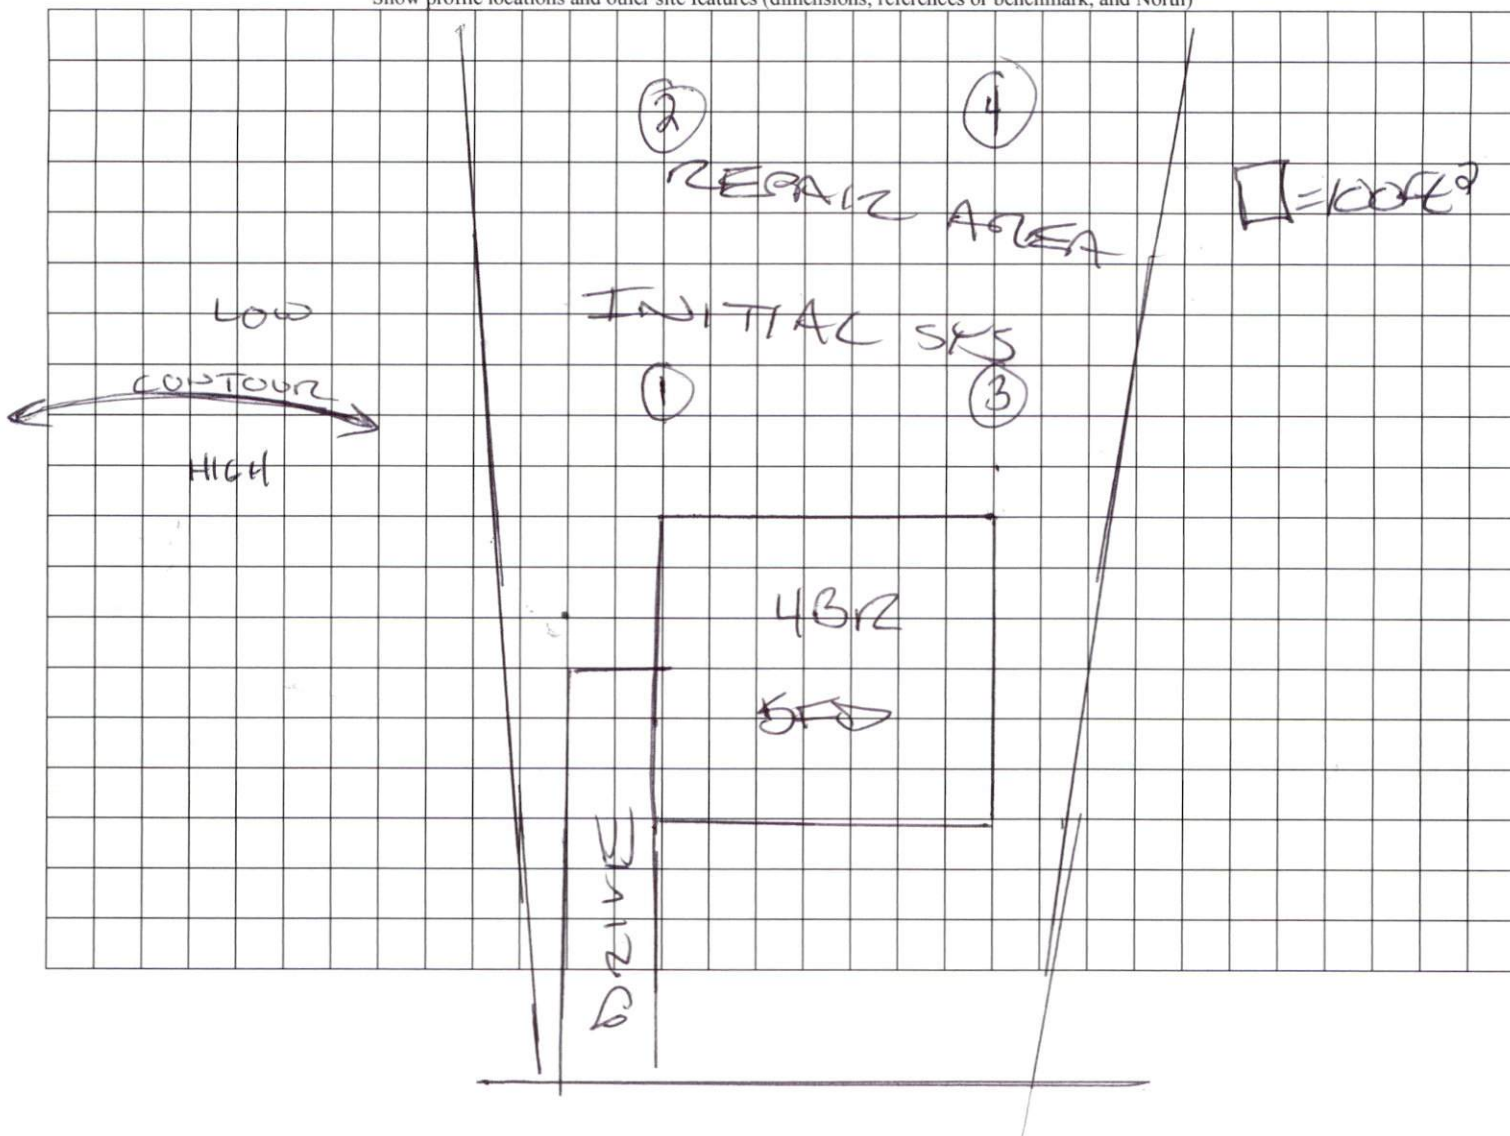 Show profile locations and other site features (dimensions, references or benchmark, and North)
2
4
REPAIR AREA
□=100ft²
LOW
INITIAL SYS
CONTOUR
1
3
HIGH
4BR
SFD
DRIVE